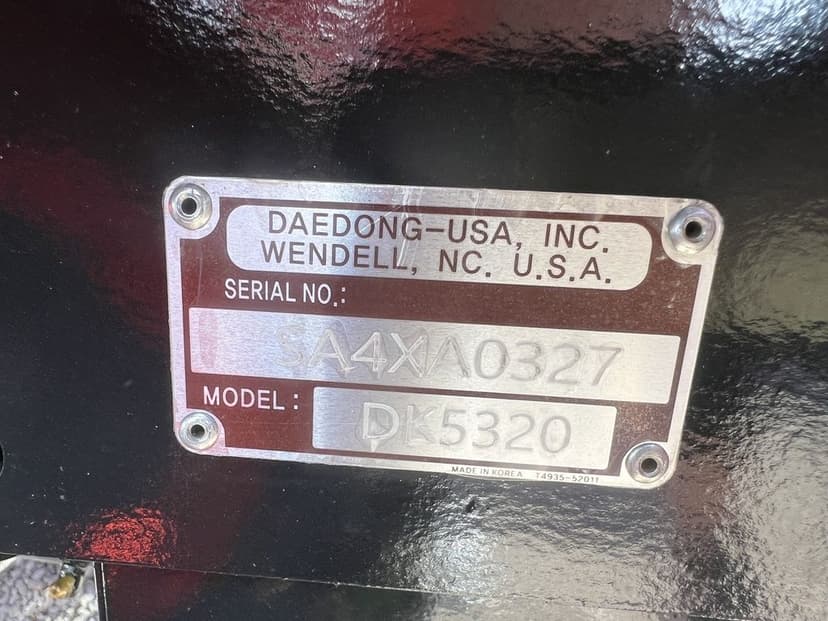 DAEDONG-USA, INC.
WENDELL, NC. U.S.A.
SERIAL NO.:
SA4XA0327
MODEL: DK5320
MADE IN KOREA T4935-52011